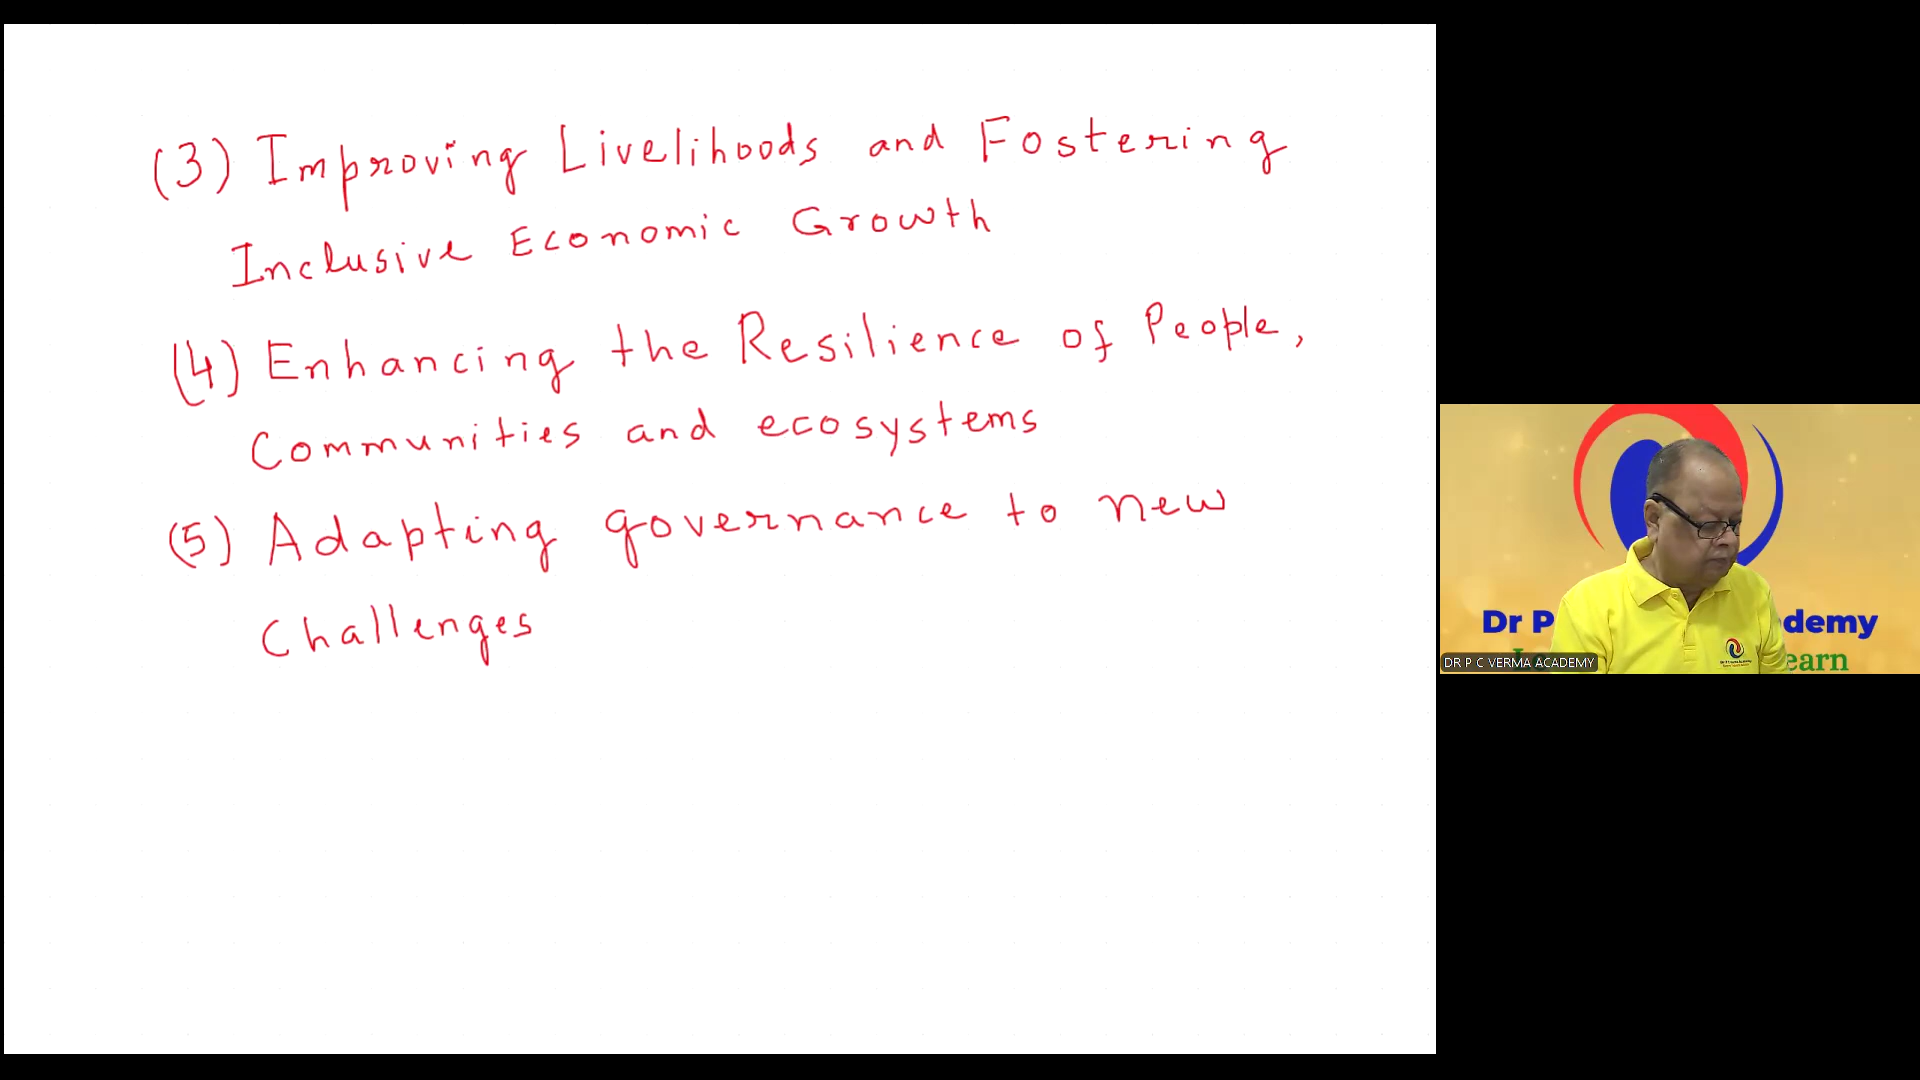 (3) Improving Livelihoods and Fostering
Inclusive Economic Growth
(4) Enhancing the Resilience of People,
Communities and ecosystems
(5) Adapting governance to new
Challenges
Dr P demy
earn
DR P C VERMA ACADEMY